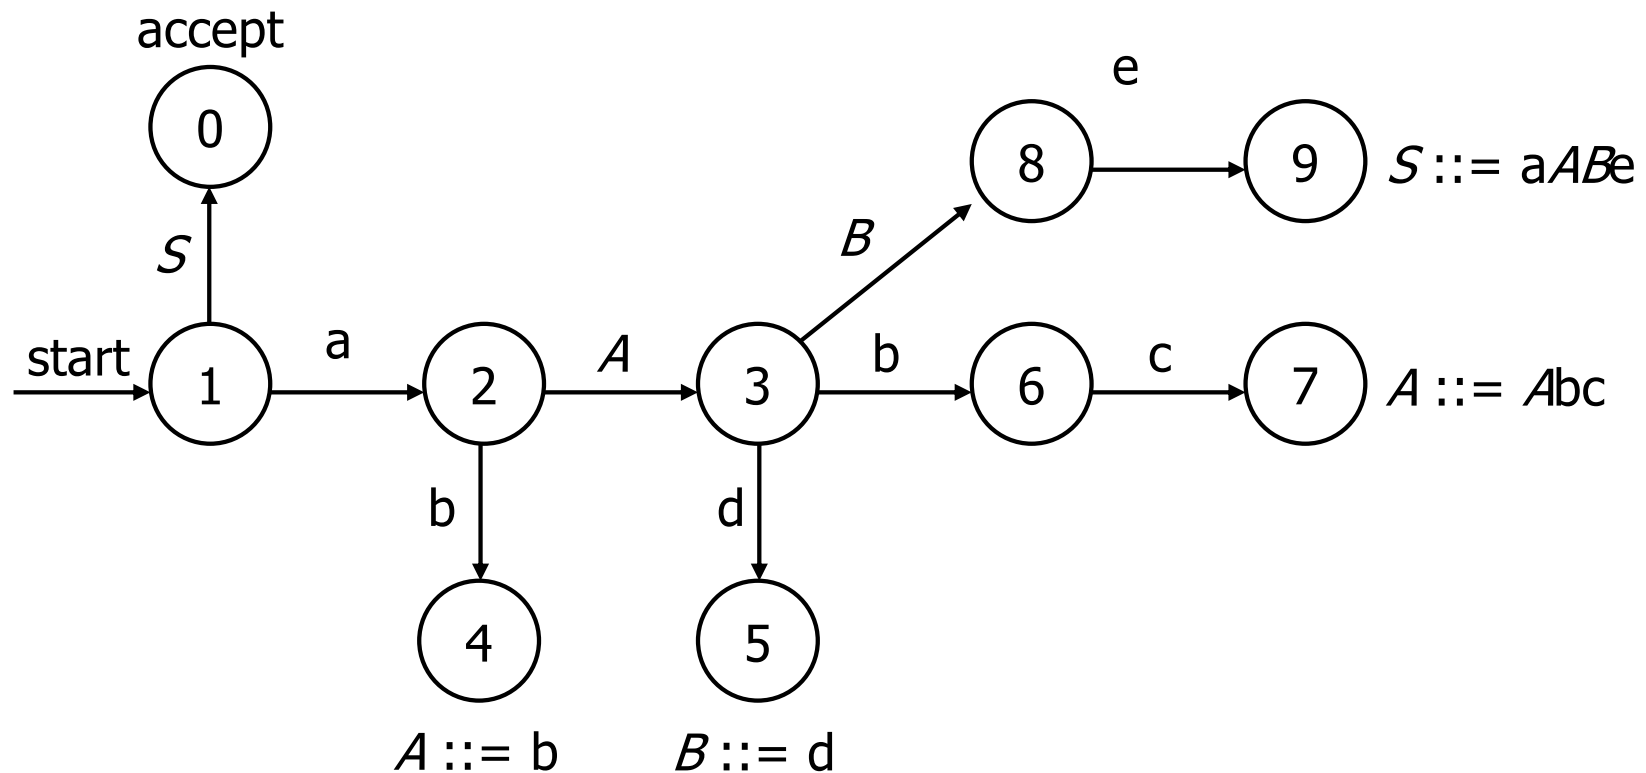 accept
0
e
8
9
S ::= aABe
B
S
start
1
a
2
A
3
b
6
c
7
A ::= Abc
b
d
4
5
A ::= b
B ::= d